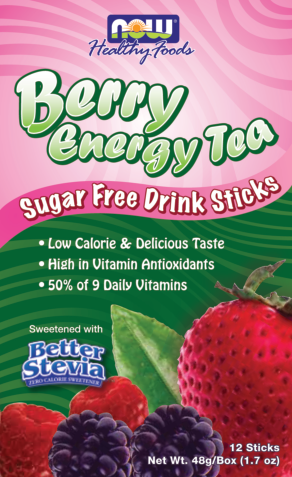 NOW
Healthy Foods
Berry
Energy Tea
Sugar Free Drink Sticks
• Low Calorie & Delicious Taste
• High in Vitamin Antioxidants
• 50% of 9 Daily Vitamins
Sweetened with
Better
Stevia
ZERO CALORIE SWEETENER
12 Sticks
Net Wt. 48g/Box (1.7 oz)